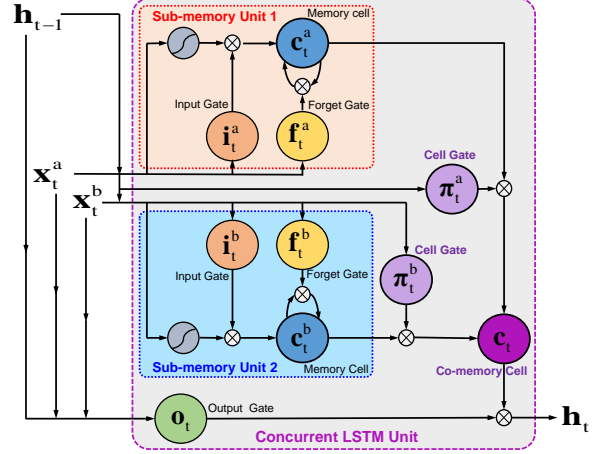 h_{t-1}
Sub-memory Unit 1
Memory cell
c_t^a
Input Gate
Forget Gate
i_t^a
f_t^a
x_t^a
Cell Gate
π_t^a
x_t^b
i_t^b
f_t^b
Cell Gate
Input Gate
Forget Gate
π_t^b
c_t^b
c_t
Sub-memory Unit 2
Memory Cell
Co-memory Cell
o_t
Output Gate
h_t
Concurrent LSTM Unit